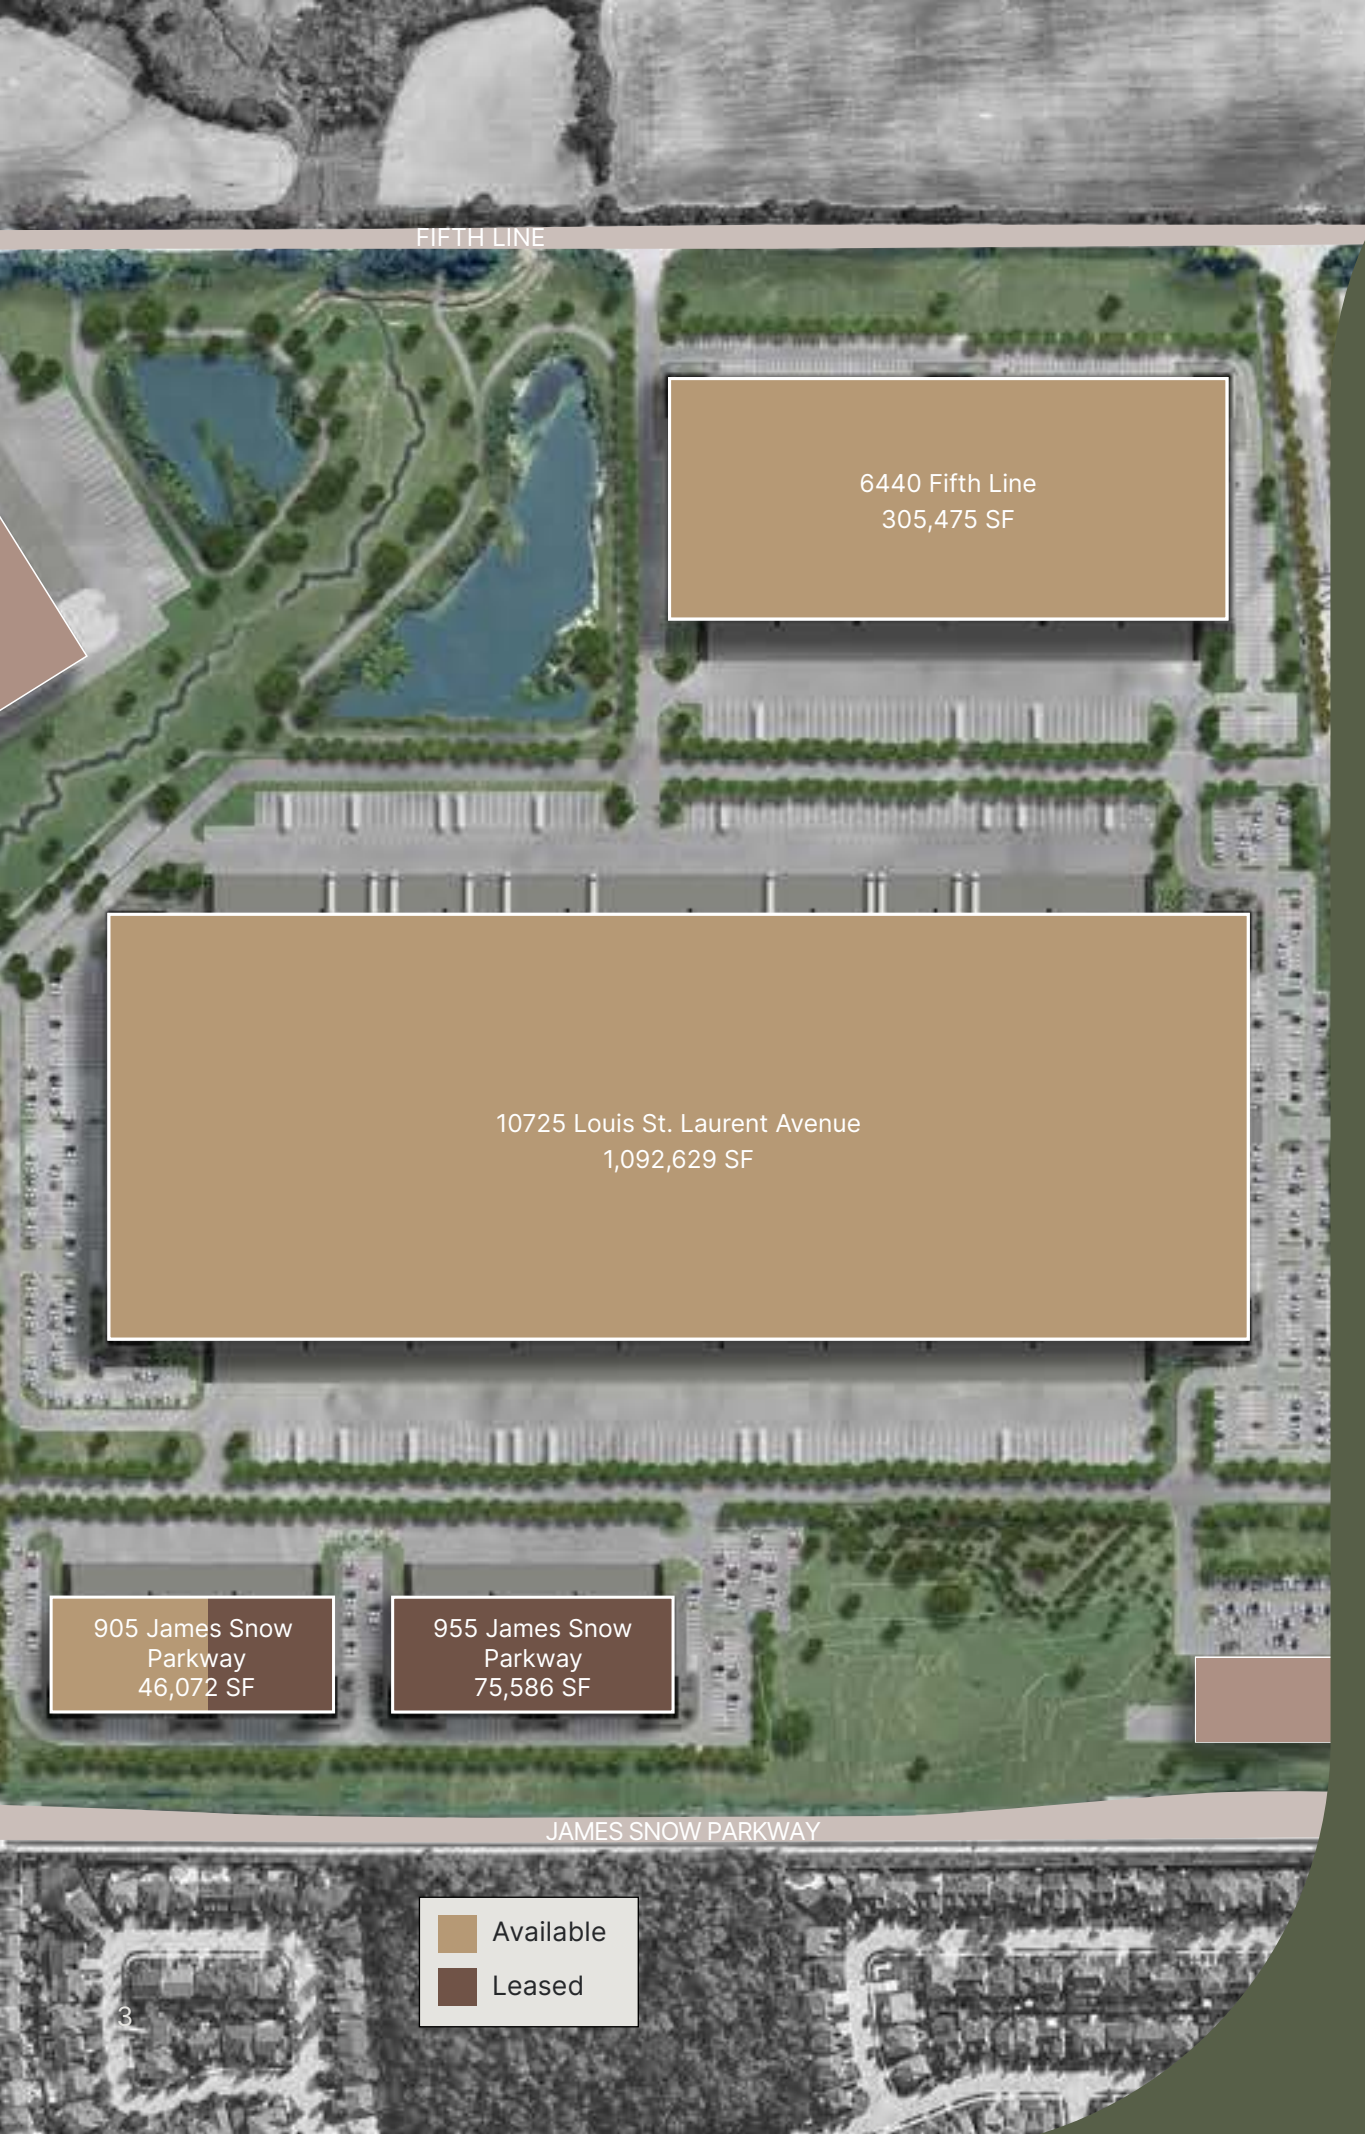 FIFTH LINE
6440 Fifth Line
305,475 SF
10725 Louis St. Laurent Avenue
1,092,629 SF
905 James Snow
Parkway
46,072 SF
955 James Snow
Parkway
75,586 SF
JAMES SNOW PARKWAY
Available
Leased
3